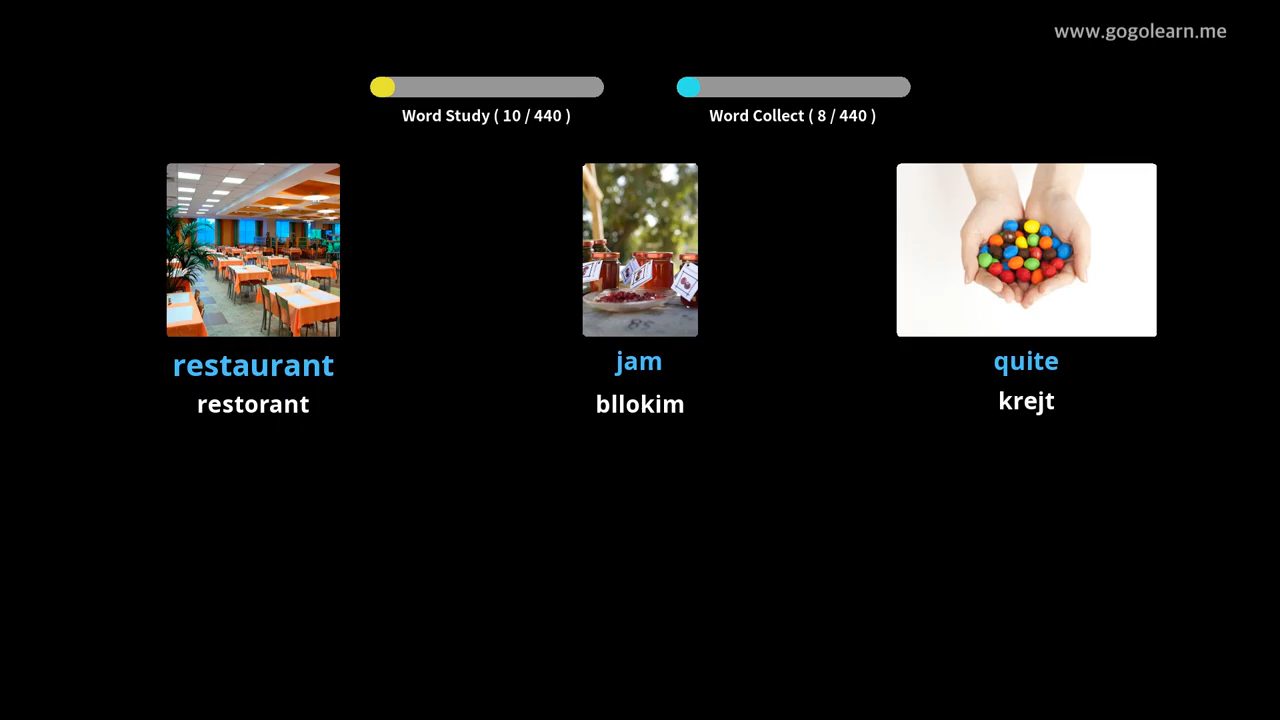 www.gogolearn.me
Word Study ( 10 / 440 )
Word Collect ( 8 / 440 )
restaurant
restorant
jam
bllokim
quite
krejt